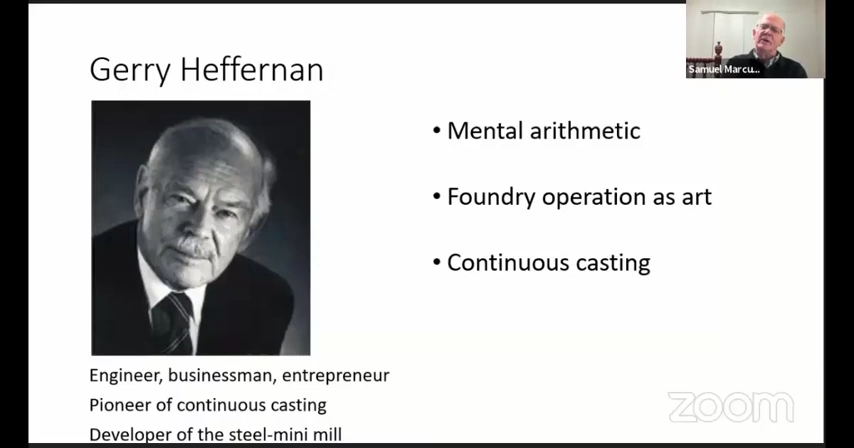 Gerry Heffernan
Samuel Marcu...
• Mental arithmetic
• Foundry operation as art
• Continuous casting
Engineer, businessman, entrepreneur
Pioneer of continuous casting
Developer of the steel-mini mill
zoom